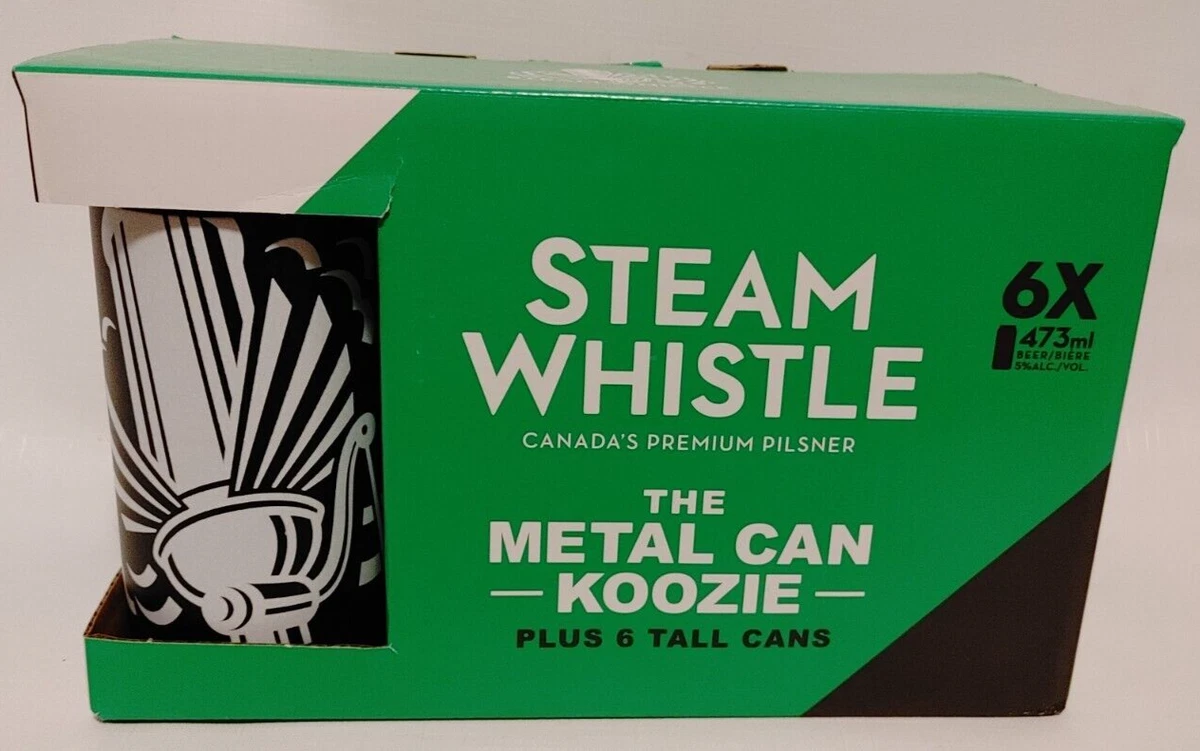 STEAM
WHISTLE
CANADA'S PREMIUM PILSNER
THE
METAL CAN
— KOOZIE —
PLUS 6 TALL CANS
6X
473ml
BEER/BIÈRE
5%ALC./VOL.